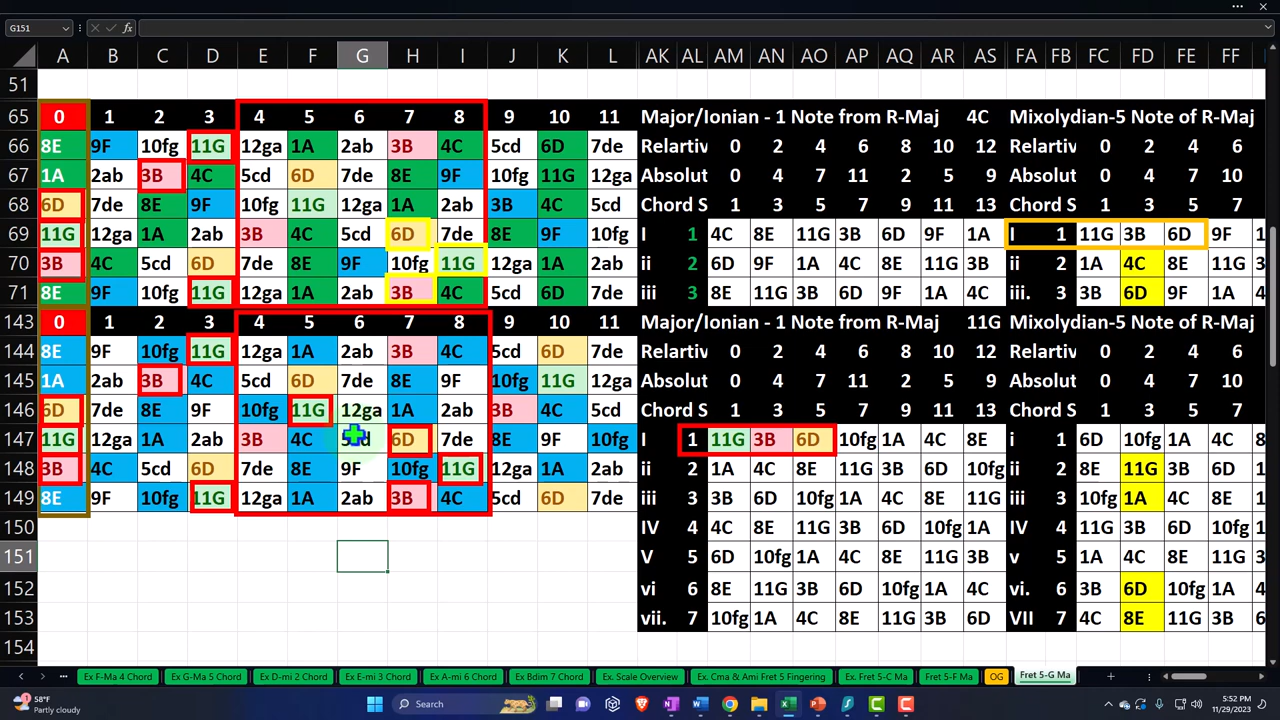 G151
fx
A B C D E F G H I J K L AK AL AM AN AO AP AQ AR AS FA FB FC FD FE FF
51
65 0 1 2 3 4 5 6 7 8 9 10 11 Major/Ionian - 1 Note from R-Maj 4C Mixolydian-5 Note of R-Maj
66 8E 9F 10fg 11G 12ga 1A 2ab 3B 4C 5cd 6D 7de Relartiv 0 2 4 6 8 10 12 0 2 4 6
67 1A 2ab 3B 4C 5cd 6D 7de 8E 9F 10fg 11G 12ga Absolut 0 4 7 11 2 5 9 0 4 7 10
68 6D 7de 8E 9F 10fg 11G 12ga 1A 2ab 3B 4C 5cd Chord S 1 3 5 7 9 11 13 1 3 5 7
69 11G 12ga 1A 2ab 3B 4C 5cd 6D 7de 8E 9F 10fg I 1 4C 8E 11G 3B 6D 9F 1A I 1 11G 3B 6D 9F
70 3B 4C 5cd 6D 7de 8E 9F 10fg 11G 12ga 1A 2ab ii 2 6D 9F 1A 4C 8E 11G 3B ii 2 1A 4C 8E 11G
71 8E 9F 10fg 11G 12ga 1A 2ab 3B 4C 5cd 6D 7de iii 3 8E 11G 3B 6D 9F 1A 4C iii. 3 3B 6D 9F 1A
143 0 1 2 3 4 5 6 7 8 9 10 11 Major/Ionian - 1 Note from R-Maj 11G Mixolydian-5 Note of R-Maj
144 8E 9F 10fg 11G 12ga 1A 2ab 3B 4C 5cd 6D 7de Relartiv 0 2 4 6 8 10 12 0 2 4 6
145 1A 2ab 3B 4C 5cd 6D 7de 8E 9F 10fg 11G 12ga Absolut 0 4 7 11 2 5 9 0 4 7 10
146 6D 7de 8E 9F 10fg 11G 12ga 1A 2ab 3B 4C 5cd Chord S 1 3 5 7 9 11 13 1 3 5 7
147 11G 12ga 1A 2ab 3B 4C 6D 7de 8E 9F 10fg I 1 11G 3B 6D 10fg 1A 4C 8E i 1 6D 10fg 1A 4C
148 3B 4C 5cd 6D 7de 8E 9F 10fg 11G 12ga 1A 2ab ii 2 1A 4C 8E 11G 3B 6D 10fg ii 2 8E 11G 3B 6D
149 8E 9F 10fg 11G 12ga 1A 2ab 3B 4C 5cd 6D 7de iii 3 3B 6D 10fg 1A 4C 8E 11G iii 3 10fg 1A 4C 8E
150 IV 4 4C 8E 11G 3B 6D 10fg 1A IV 4 11G 3B 6D 10fg
151 V 5 6D 10fg 1A 4C 8E 11G 3B v 5 1A 4C 8E 11G
152 vi 6 8E 11G 3B 6D 10fg 1A 4C vi. 6 3B 6D 10fg 1A
153 vii. 7 10fg 1A 4C 8E 11G 3B 6D VII 7 4C 8E 11G 3B
154
Ex F-Ma 4 Chord Ex G-Ma 5 Chord Ex D-mi 2 Chord Ex E-mi 3 Chord Ex A-mi 6 Chord Ex Bdim 7 Chord Ex Scale Overview Ex Cma & Ami Fret 5 Fingering Ex. Fret 5-C Ma Fret 5-F Ma OG Fret 5-G Ma
58°F
Partly cloudy
Search
5:52 PM
11/29/2023